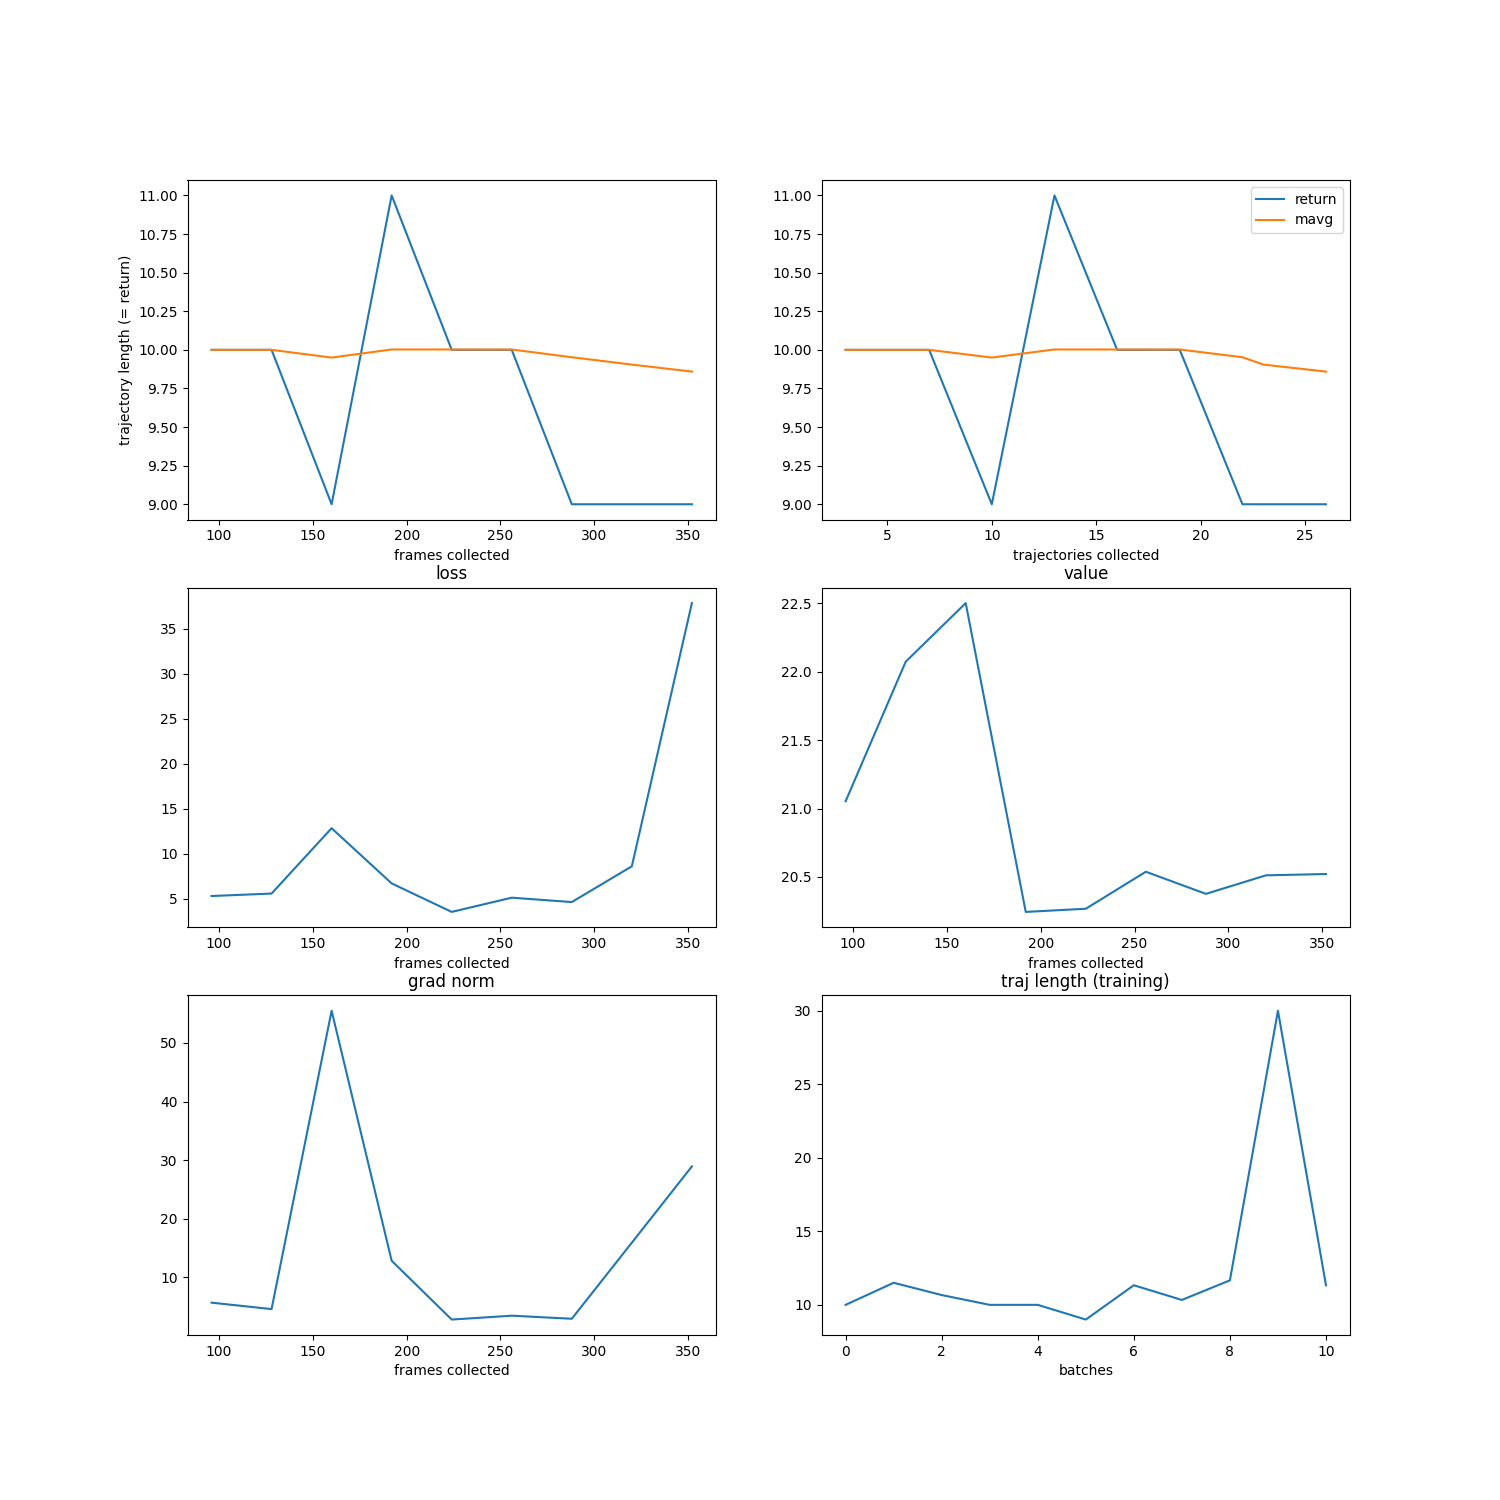 11.00
10.75
10.50
10.25
10.00
9.75
9.50
9.25
9.00
trajectory length (= return)
100 150 200 250 300 350
frames collected
11.00
10.75
10.50
10.25
10.00
9.75
9.50
9.25
9.00
return
mavg
5 10 15 20 25
trajectories collected
loss
35
30
25
20
15
10
5
100 150 200 250 300 350
frames collected
value
22.5
22.0
21.5
21.0
20.5
100 150 200 250 300 350
frames collected
grad norm
50
40
30
20
10
100 150 200 250 300 350
frames collected
traj length (training)
30
25
20
15
10
0 2 4 6 8 10
batches